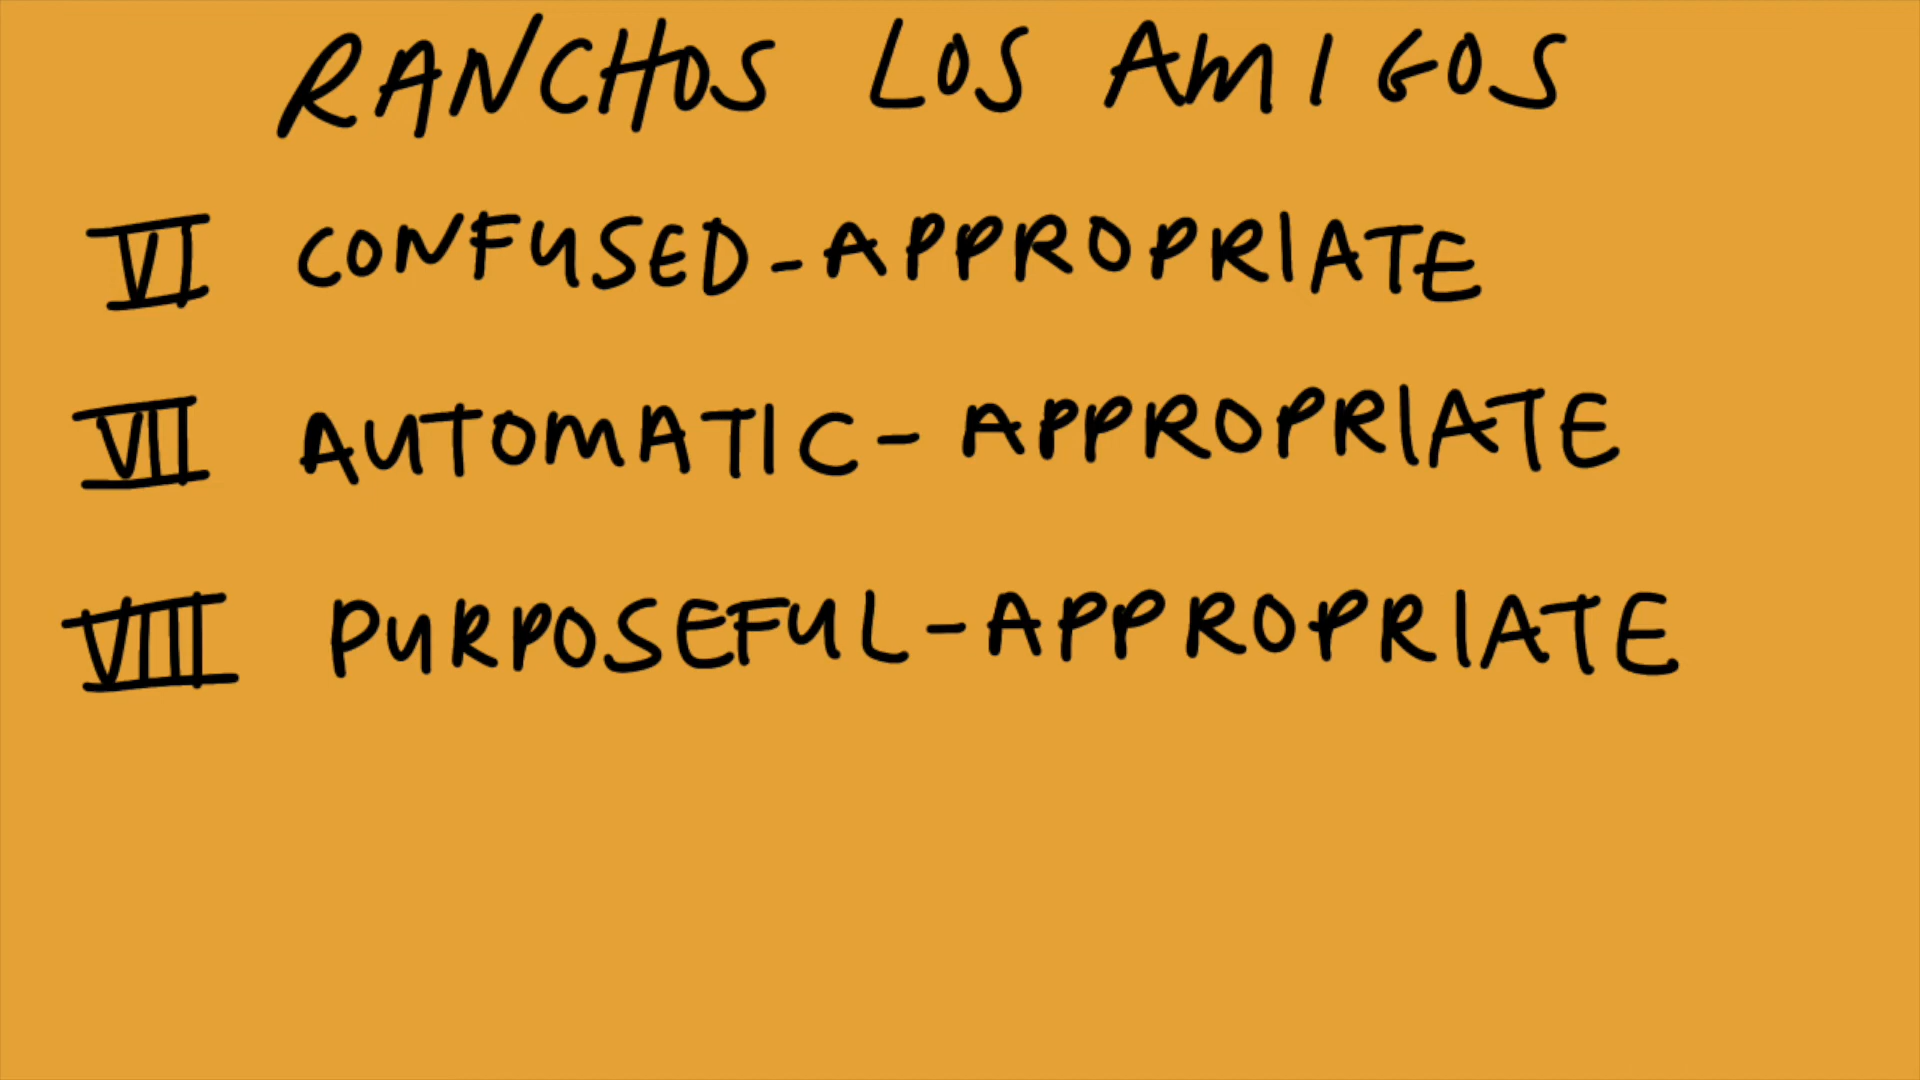 RANCHOS LOS AMIGOS
VI CONFUSED-APPROPRIATE
VII AUTOMATIC-APPROPRIATE
VIII PURPOSEFUL-APPROPRIATE